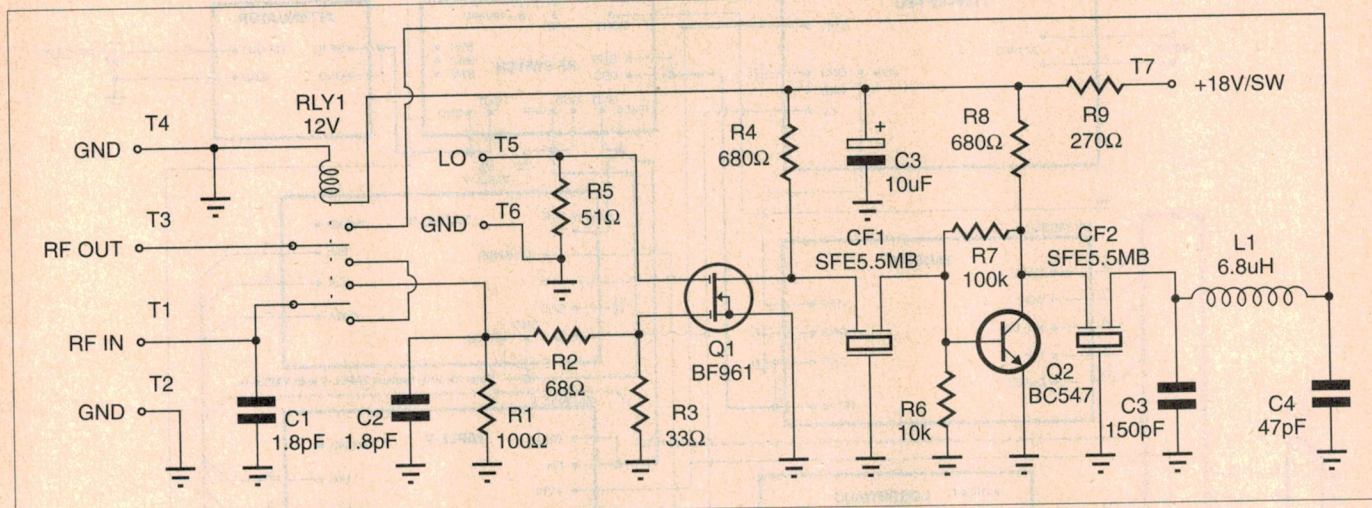 T7
+18V/SW
RLY1
12V
R8
680Ω
R9
270Ω
R4
680Ω
+
C3
10uF
T4
GND
LO
T5
R5
51Ω
T6
GND
T3
RF OUT
CF1
SFE5.5MB
R7
100k
CF2
SFE5.5MB
L1
6.8uH
T1
RF IN
R2
68Ω
Q1
BF961
Q2
BC547
T2
GND
C1
1.8pF
C2
1.8pF
R1
100Ω
R3
33Ω
R6
10k
C3
150pF
C4
47pF